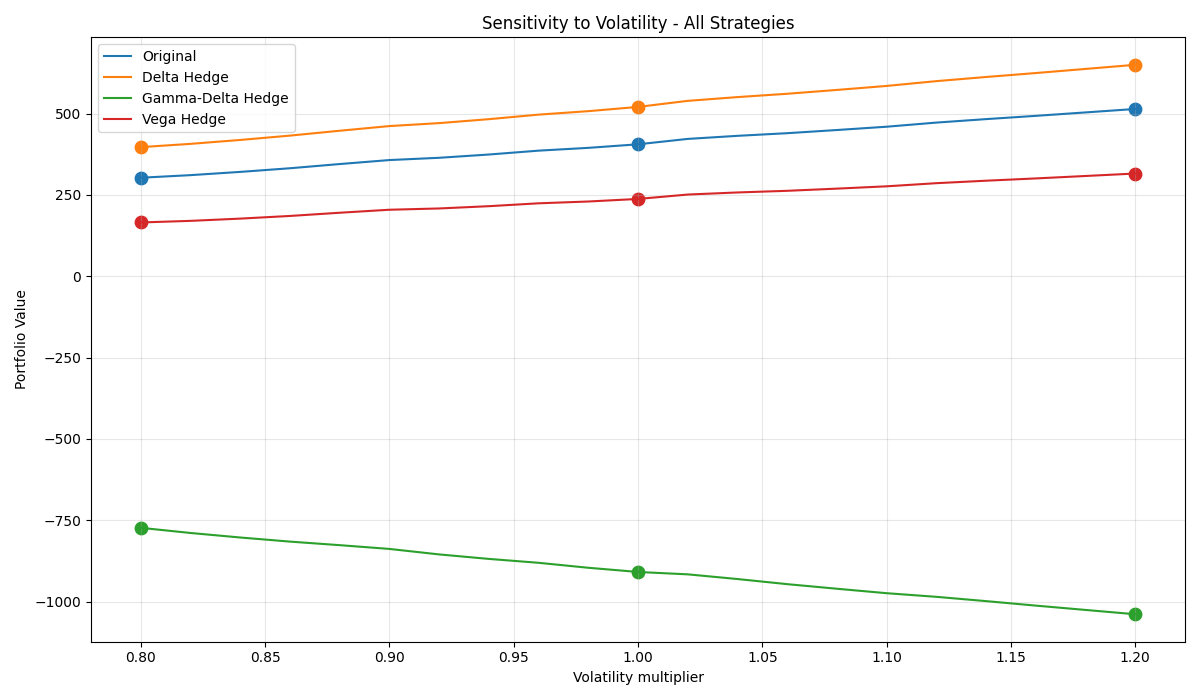 Sensitivity to Volatility - All Strategies
Original
Delta Hedge
Gamma-Delta Hedge
Vega Hedge
Portfolio Value
500
250
0
−250
−500
−750
−1000
0.80 0.85 0.90 0.95 1.00 1.05 1.10 1.15 1.20
Volatility multiplier